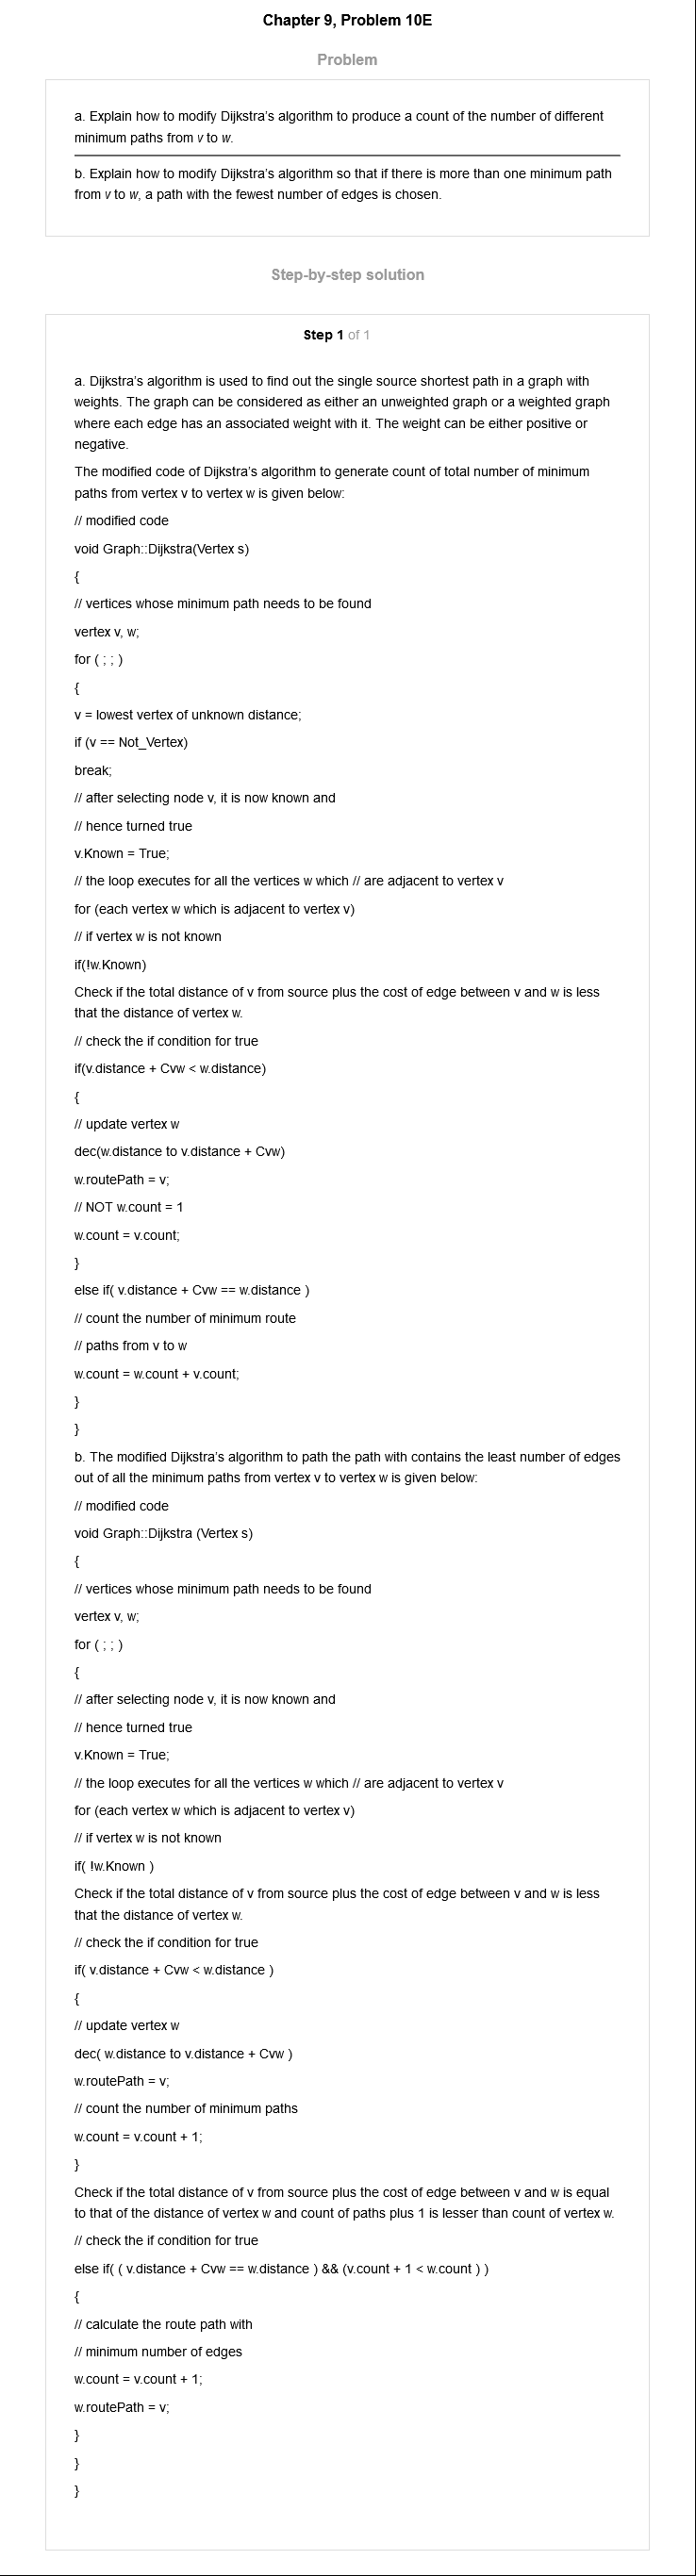 Chapter 9, Problem 10E
Problem
a. Explain how to modify Dijkstra's algorithm to produce a count of the number of different
minimum paths from v to w.
b. Explain how to modify Dijkstra's algorithm so that if there is more than one minimum path
from v to w, a path with the fewest number of edges is chosen.
Step-by-step solution
Step 1 of 1
a. Dijkstra's algorithm is used to find out the single source shortest path in a graph with
weights. The graph can be considered as either an unweighted graph or a weighted graph
where each edge has an associated weight with it. The weight can be either positive or
negative.
The modified code of Dijkstra's algorithm to generate count of total number of minimum
paths from vertex v to vertex w is given below:
// modified code
void Graph::Dijkstra(Vertex s)
{
// vertices whose minimum path needs to be found
vertex v, w;
for ( ; ; )
{
v = lowest vertex of unknown distance;
if (v == Not_Vertex)
break;
// after selecting node v, it is now known and
// hence turned true
v.Known = True;
// the loop executes for all the vertices w which // are adjacent to vertex v
for (each vertex w which is adjacent to vertex v)
// if vertex w is not known
if(!w.Known)
Check if the total distance of v from source plus the cost of edge between v and w is less
that the distance of vertex w.
// check the if condition for true
if(v.distance + Cvw < w.distance)
{
// update vertex w
dec(w.distance to v.distance + Cvw)
w.routePath = v;
// NOT w.count = 1
w.count = v.count;
}
else if( v.distance + Cvw == w.distance )
// count the number of minimum route
// paths from v to w
w.count = w.count + v.count;
}
}
b. The modified Dijkstra's algorithm to path the path with contains the least number of edges
out of all the minimum paths from vertex v to vertex w is given below:
// modified code
void Graph::Dijkstra (Vertex s)
{
// vertices whose minimum path needs to be found
vertex v, w;
for ( ; ; )
{
// after selecting node v, it is now known and
// hence turned true
v.Known = True;
// the loop executes for all the vertices w which // are adjacent to vertex v
for (each vertex w which is adjacent to vertex v)
// if vertex w is not known
if( !w.Known )
Check if the total distance of v from source plus the cost of edge between v and w is less
that the distance of vertex w.
// check the if condition for true
if( v.distance + Cvw < w.distance )
{
// update vertex w
dec( w.distance to v.distance + Cvw )
w.routePath = v;
// count the number of minimum paths
w.count = v.count + 1;
}
Check if the total distance of v from source plus the cost of edge between v and w is equal
to that of the distance of vertex w and count of paths plus 1 is lesser than count of vertex w.
// check the if condition for true
else if( ( v.distance + Cvw == w.distance ) && (v.count + 1 < w.count ) )
{
// calculate the route path with
// minimum number of edges
w.count = v.count + 1;
w.routePath = v;
}
}
}